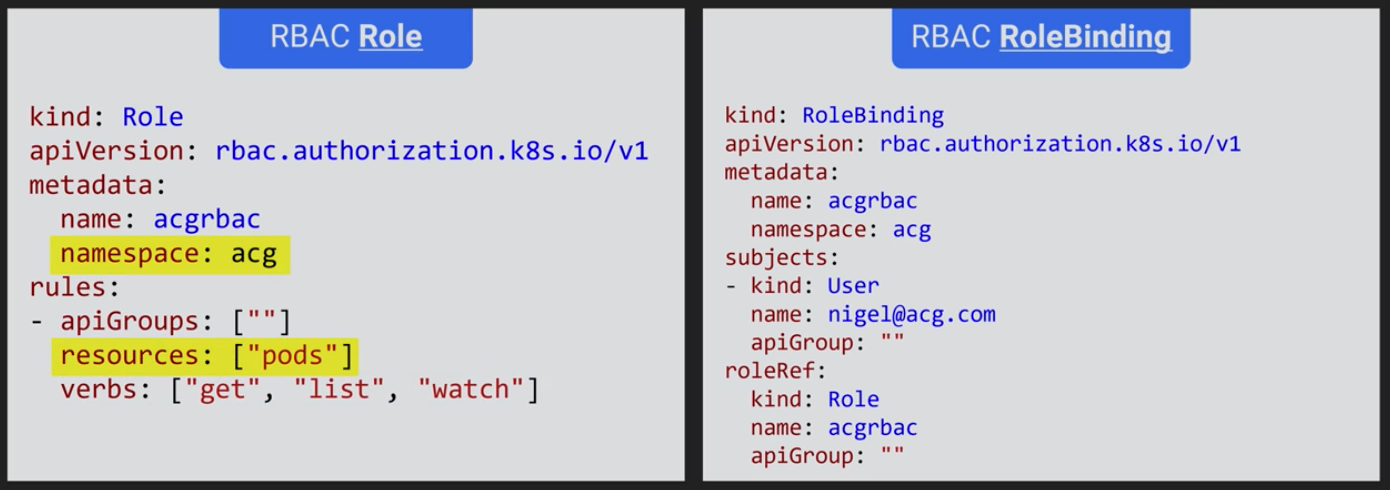 RBAC Role
kind: Role
apiVersion: rbac.authorization.k8s.io/v1
metadata:
  name: acgrbac
  namespace: acg
rules:
- apiGroups: [""]
  resources: ["pods"]
  verbs: ["get", "list", "watch"]
RBAC RoleBinding
kind: RoleBinding
apiVersion: rbac.authorization.k8s.io/v1
metadata:
  name: acgrbac
  namespace: acg
subjects:
- kind: User
  name: nigel@acg.com
  apiGroup: ""
roleRef:
  kind: Role
  name: acgrbac
  apiGroup: ""